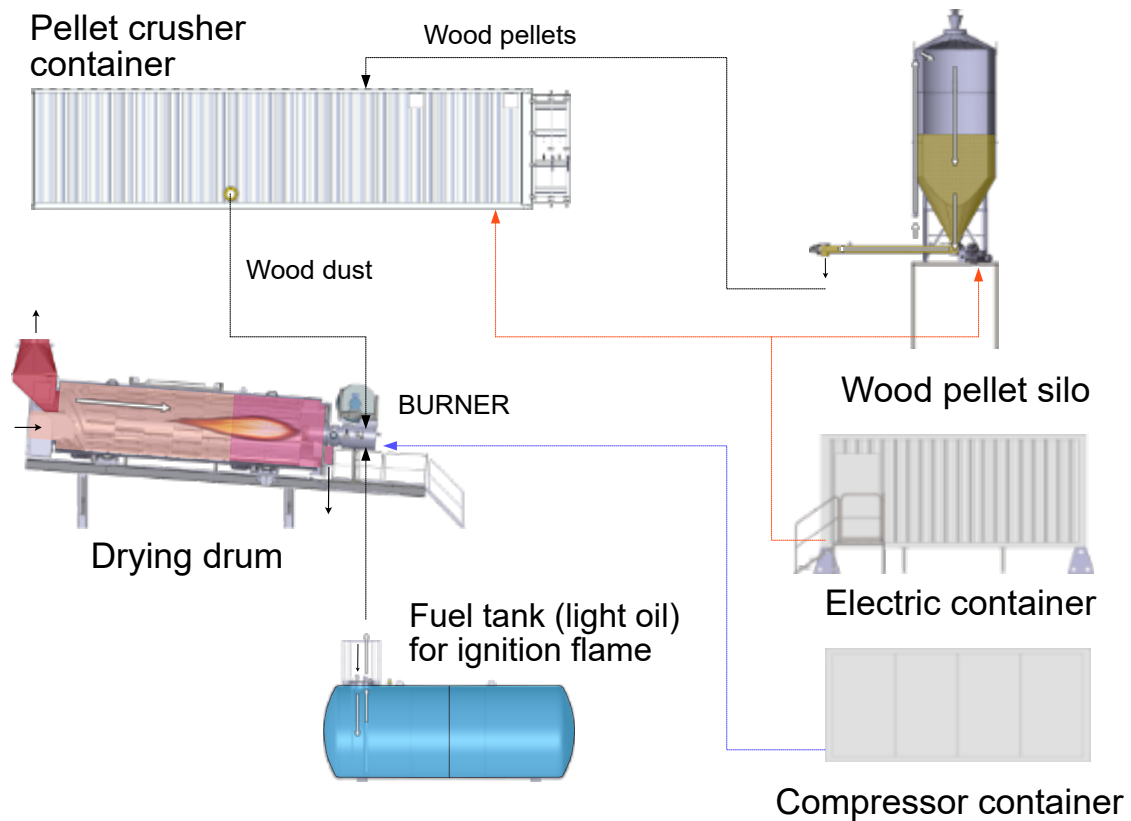 Pellet crusher
container
Wood pellets
Wood dust
BURNER
Wood pellet silo
Drying drum
Electric container
Fuel tank (light oil)
for ignition flame
Compressor container